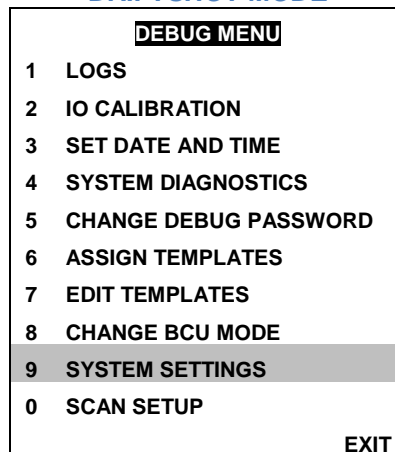 DEBUG MENU
1 LOGS
2 IO CALIBRATION
3 SET DATE AND TIME
4 SYSTEM DIAGNOSTICS
5 CHANGE DEBUG PASSWORD
6 ASSIGN TEMPLATES
7 EDIT TEMPLATES
8 CHANGE BCU MODE
9 SYSTEM SETTINGS
0 SCAN SETUP
EXIT